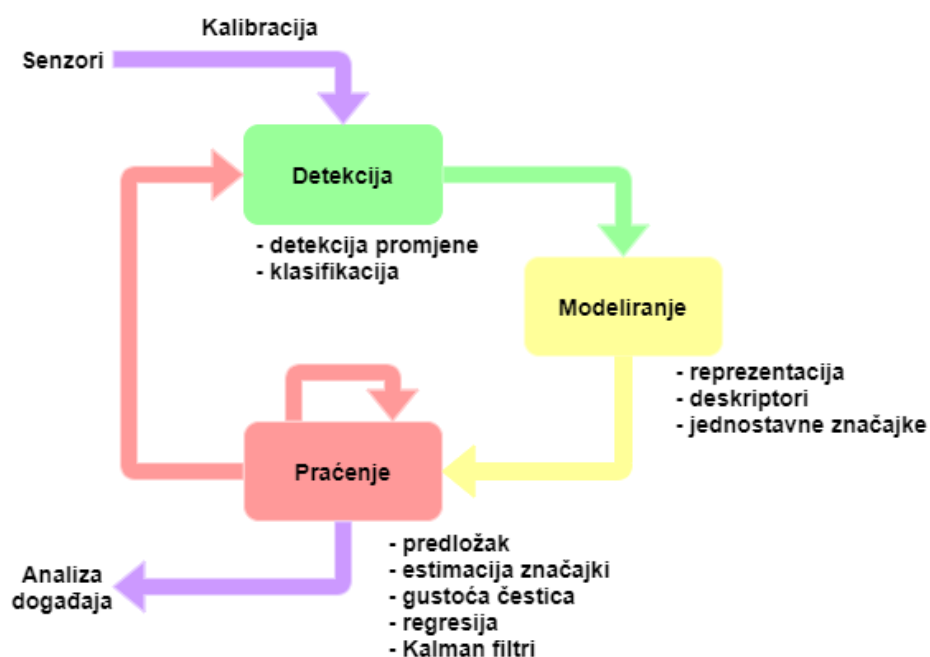 Kalibracija
Senzori
Detekcija
- detekcija promjene
- klasifikacija
Modeliranje
- reprezentacija
- deskriptori
- jednostavne značajke
Praćenje
- predložak
- estimacija značajki
- gustoća čestica
- regresija
- Kalman filtri
Analiza
događaja